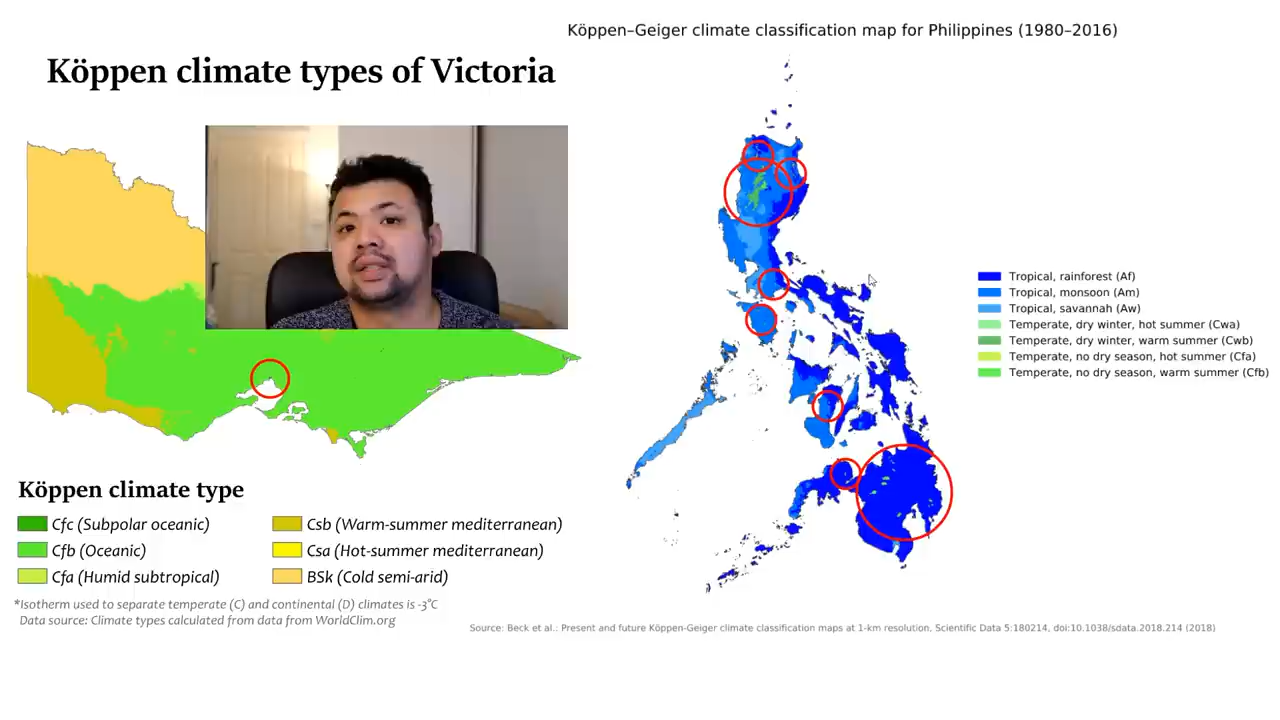 Köppen–Geiger climate classification map for Philippines (1980–2016)
Köppen climate types of Victoria
Tropical, rainforest (Af)
Tropical, monsoon (Am)
Tropical, savannah (Aw)
Temperate, dry winter, hot summer (Cwa)
Temperate, dry winter, warm summer (Cwb)
Temperate, no dry season, hot summer (Cfa)
Temperate, no dry season, warm summer (Cfb)
Köppen climate type
Cfc (Subpolar oceanic)
Cfb (Oceanic)
Cfa (Humid subtropical)
Csb (Warm-summer mediterranean)
Csa (Hot-summer mediterranean)
BSk (Cold semi-arid)
*Isotherm used to separate temperate (C) and continental (D) climates is -3°C
Data source: Climate types calculated from data from WorldClim.org
Source: Beck et al.: Present and future Köppen-Geiger climate classification maps at 1-km resolution, Scientific Data 5:180214, doi:10.1038/sdata.2018.214 (2018)